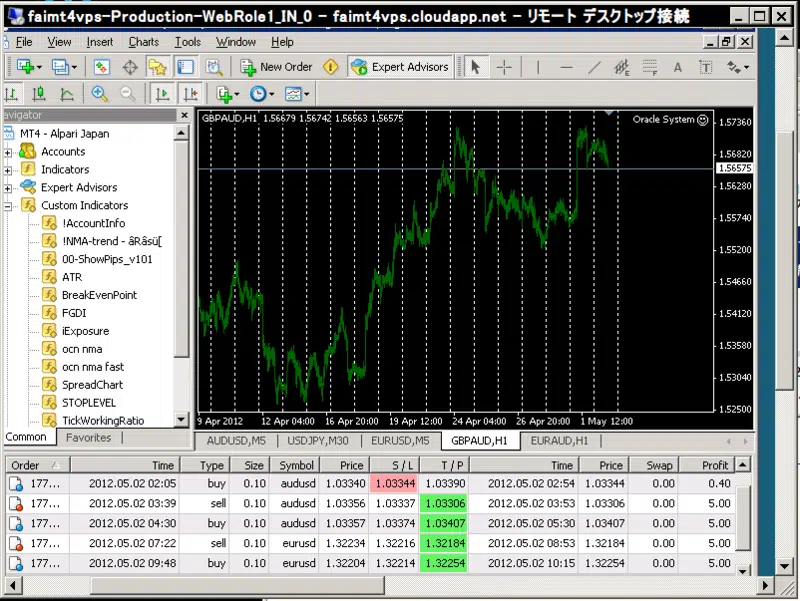 faimt4vps-Production-WebRole1_IN_0 – faimt4vps.cloudapp.net – リモート デスクトップ接続
File View Insert Charts Tools Window Help
New Order Expert Advisors
A T
avigator
MT4 - Alpari Japan
Accounts
Indicators
Expert Advisors
Custom Indicators
!AccountInfo
!NMA-trend - âRâsü[
00-ShowPips_v101
ATR
BreakEvenPoint
FGDI
iExposure
ocn nma
ocn nma fast
SpreadChart
STOPLEVEL
TickWorkingRatio
Common Favorites
GBPAUD,H1 1.56679 1.56742 1.56563 1.56575
Oracle System
1.57360
1.56820
1.56575
1.56280
1.55740
1.55200
1.54660
1.54120
1.53580
1.53040
1.52500
9 Apr 2012 12 Apr 04:00 16 Apr 20:00 19 Apr 12:00 24 Apr 04:00 26 Apr 20:00 1 May 12:00
AUDUSD,M5 USDJPY,M30 EURUSD,M5 GBPAUD,H1 EURAUD,H1
Order Time Type Size Symbol Price S / L T / P Time Price Swap Profit
177... 2012.05.02 02:05 buy 0.10 audusd 1.03340 1.03344 1.03390 2012.05.02 02:54 1.03344 0.00 0.40
177... 2012.05.02 03:39 sell 0.10 audusd 1.03356 1.03337 1.03306 2012.05.02 03:53 1.03306 0.00 5.00
177... 2012.05.02 04:30 buy 0.10 audusd 1.03357 1.03374 1.03407 2012.05.02 05:30 1.03407 0.00 5.00
177... 2012.05.02 07:22 sell 0.10 eurusd 1.32234 1.32216 1.32184 2012.05.02 08:53 1.32184 0.00 5.00
177... 2012.05.02 09:48 buy 0.10 eurusd 1.32204 1.32214 1.32254 2012.05.02 10:15 1.32254 0.00 5.00